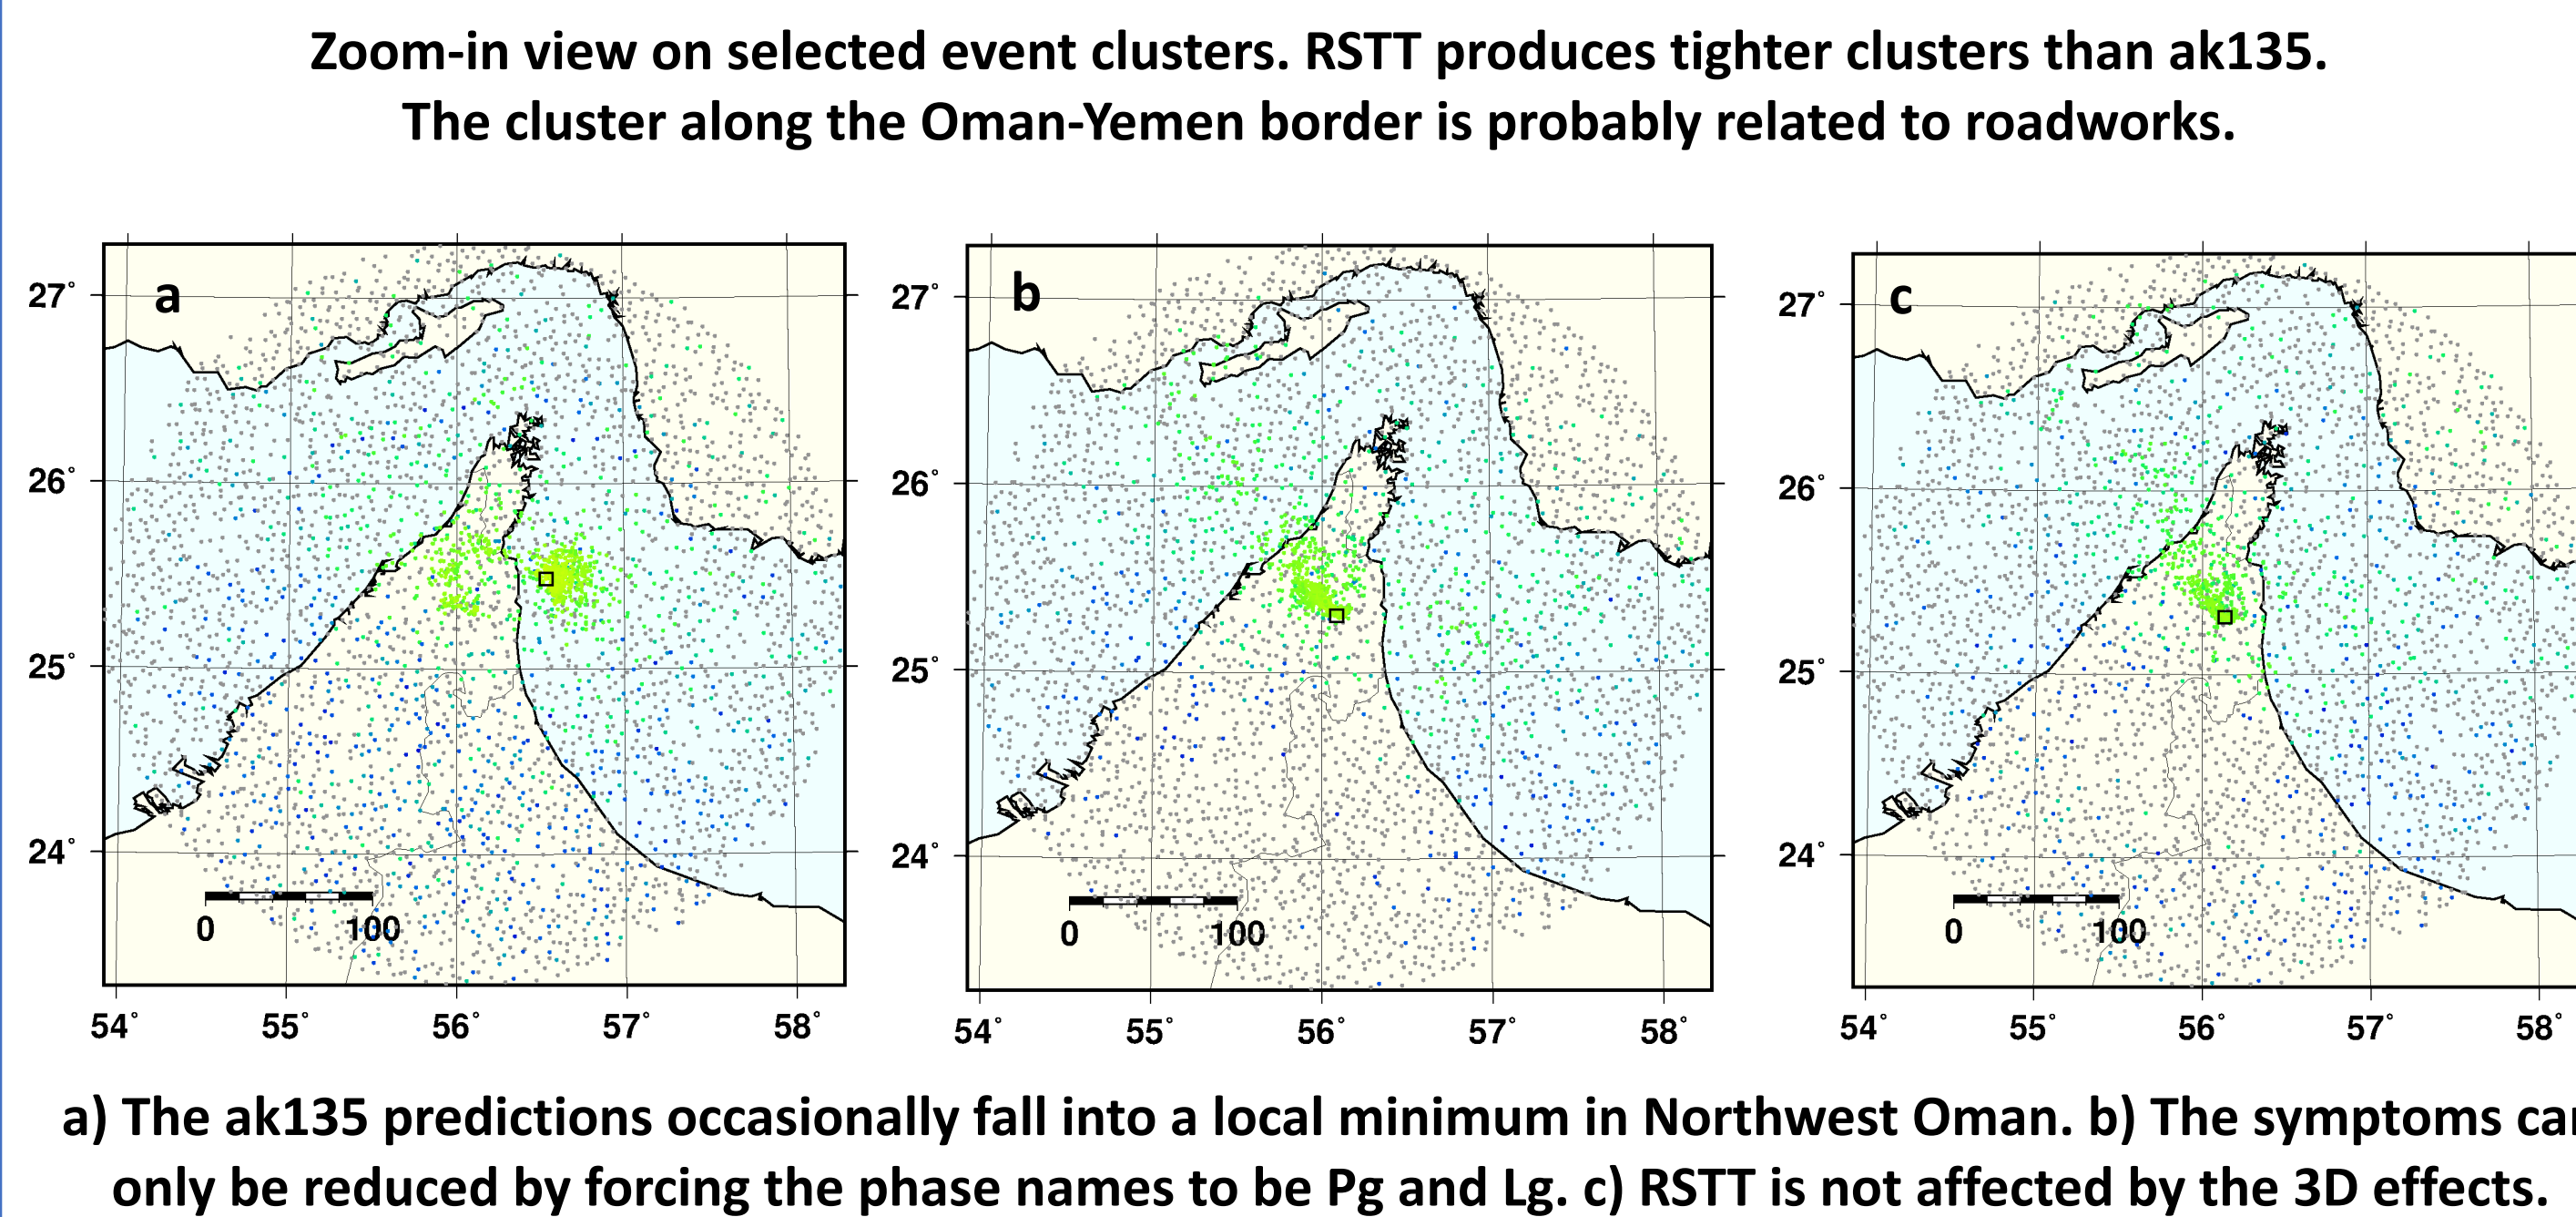 Zoom-in view on selected event clusters. RSTT produces tighter clusters than ak135.
The cluster along the Oman-Yemen border is probably related to roadworks.
a
27°
26°
25°
24°
0 100
54° 55° 56° 57° 58°
b
27°
26°
25°
24°
0 100
54° 55° 56° 57° 58°
c
27°
26°
25°
24°
0 100
54° 55° 56° 57° 58°
a) The ak135 predictions occasionally fall into a local minimum in Northwest Oman. b) The symptoms
only be reduced by forcing the phase names to be Pg and Lg. c) RSTT is not affected by the 3D effects.